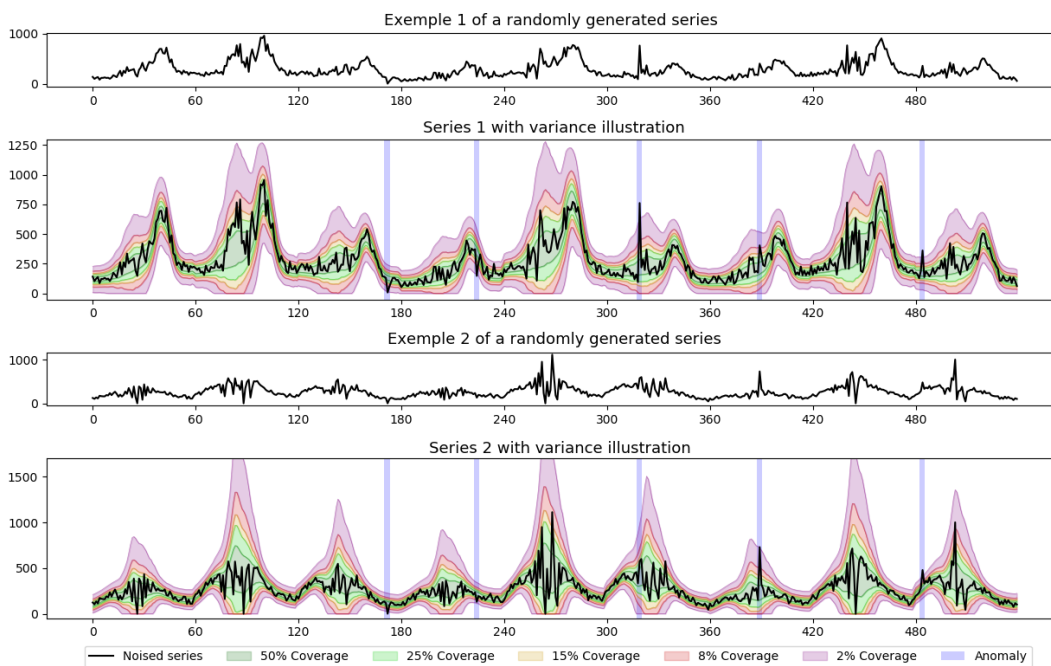 Exemple 1 of a randomly generated series
1000
0
0 60 120 180 240 300 360 420 480
Series 1 with variance illustration
1250
1000
750
500
250
0
0 60 120 180 240 300 360 420 480
Exemple 2 of a randomly generated series
1000
0
0 60 120 180 240 300 360 420 480
Series 2 with variance illustration
1500
1000
500
0
0 60 120 180 240 300 360 420 480
Noised series 50% Coverage 25% Coverage 15% Coverage 8% Coverage 2% Coverage Anomaly